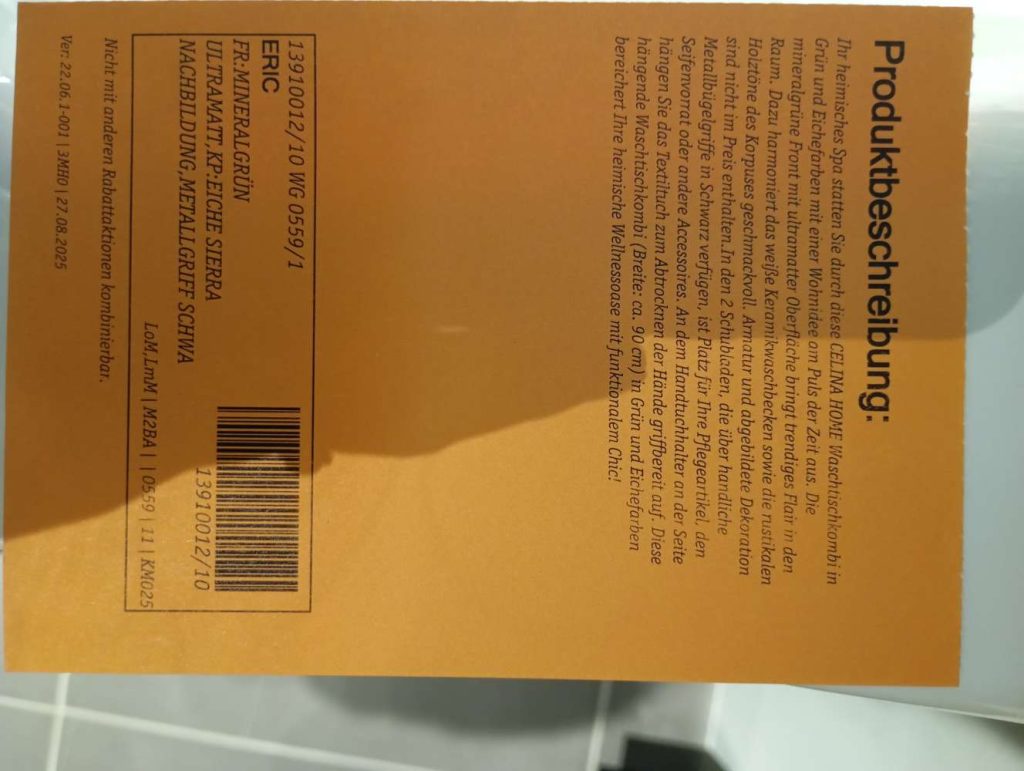 Produktbeschreibung:
Ihr heimisches Spa statten Sie durch diese CELINA HOME Waschtischkombi in
Grün und Eichefarben mit einer Wohnidee am Puls der Zeit aus. Die
mineralgrüne Front mit ultramatter Oberfläche bringt trendiges Flair in den
Raum. Dazu harmoniert das weiße Keramikwaschbecken sowie die rustikalen
Holztöne des Korpuses geschmackvoll. Armatur und abgebildete Dekoration
sind nicht im Preis enthalten.In den 2 Schubladen, die über handliche
Metallbügelgriffe in Schwarz verfügen, ist Platz für Ihre Pflegeartikel, den
Seifenvorrat oder andere Accessoires. An dem Handtuchhalter an der Seite
hängen Sie das Textiltuch zum Abtrocknen der Hände griffbereit auf. Diese
hängende Waschtischkombi (Breite: ca. 90 cm) in Grün und Eichefarben
bereichert Ihre heimische Wellnessoase mit funktionalem Chic!
13910012/10 WG 0559/1
ERIC
FR:MINERALGRÜN
ULTRAMATT,KP:EICHE SIERRA
NACHBILDUNG,METALLGRIFF SCHWA
13910012/10
LoM,LmM | M2BA | | 0559 | 11 | KM025
Nicht mit anderen Rabattaktionen kombinierbar.
Ver: 22.06.1-001 | 3MH0 | 27.08.2025